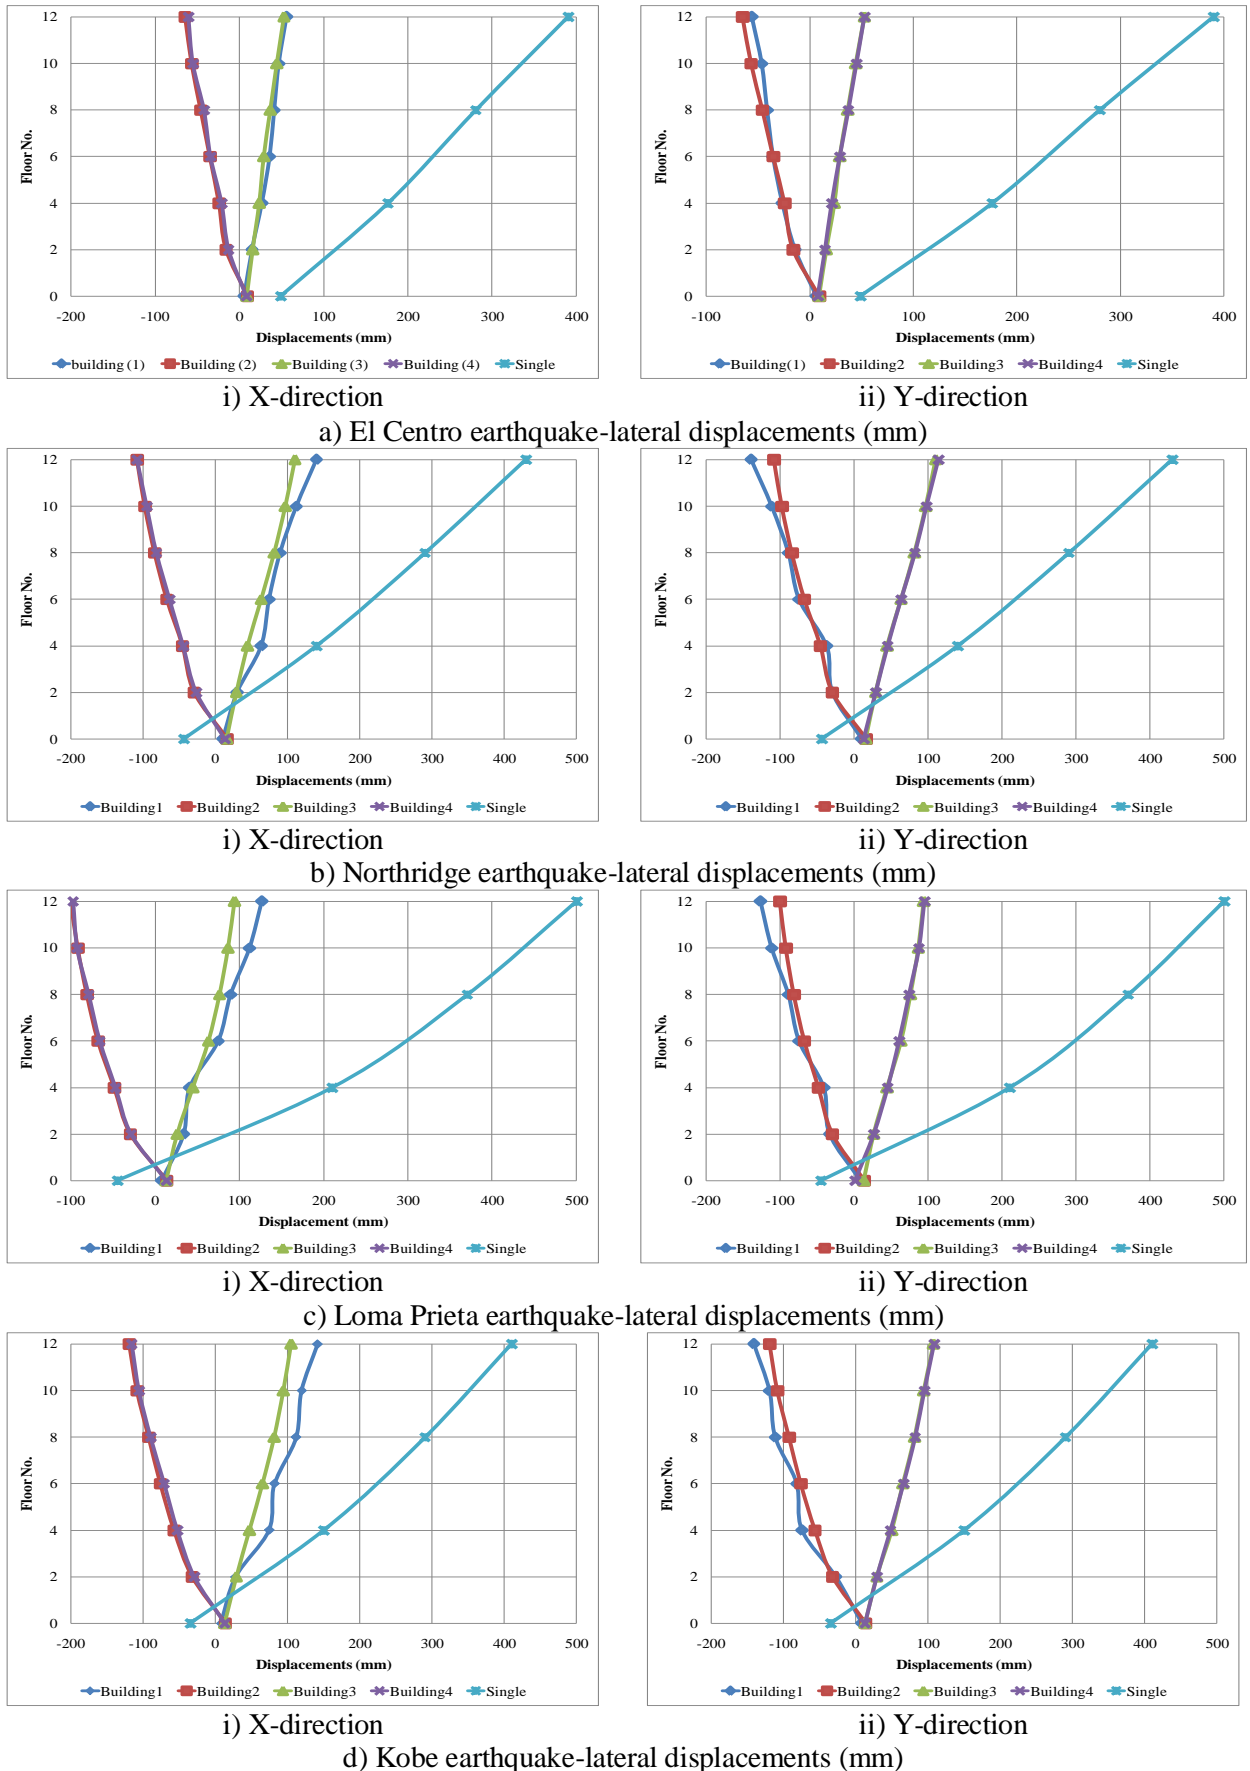 12
10
8
6
4
2
0
Floor No.
-200 -100 0 100 200 300 400
Displacements (mm)
building (1) Building (2) Building (3) Building (4) Single
i) X-direction
12
10
8
6
4
2
0
Floor No.
-100 0 100 200 300 400
Displacements (mm)
Building(1) Building2 Building3 Building4 Single
ii) Y-direction
a) El Centro earthquake-lateral displacements (mm)
12
10
8
6
4
2
0
Floor No.
-200 -100 0 100 200 300 400 500
Displacements (mm)
Building1 Building2 Building3 Building4 Single
i) X-direction
12
10
8
6
4
2
0
Floor No.
-200 -100 0 100 200 300 400 500
Displacements (mm)
Building1 Building2 Building3 Building4 Single
ii) Y-direction
b) Northridge earthquake-lateral displacements (mm)
12
10
8
6
4
2
0
Floor No.
-100 0 100 200 300 400 500
Displacement (mm)
Building1 Building2 Building3 Building4 Single
i) X-direction
12
10
8
6
4
2
0
Floor No.
-200 -100 0 100 200 300 400 500
Displacements (mm)
Building1 Building2 Building3 Building4 Single
ii) Y-direction
c) Loma Prieta earthquake-lateral displacements (mm)
12
10
8
6
4
2
0
Floor No.
-200 -100 0 100 200 300 400 500
Displacements (mm)
Building1 Building2 Building3 Building4 Single
i) X-direction
12
10
8
6
4
2
0
Floor No.
-200 -100 0 100 200 300 400 500
Displacements (mm)
Building1 Building2 Building3 Building4 Single
ii) Y-direction
d) Kobe earthquake-lateral displacements (mm)